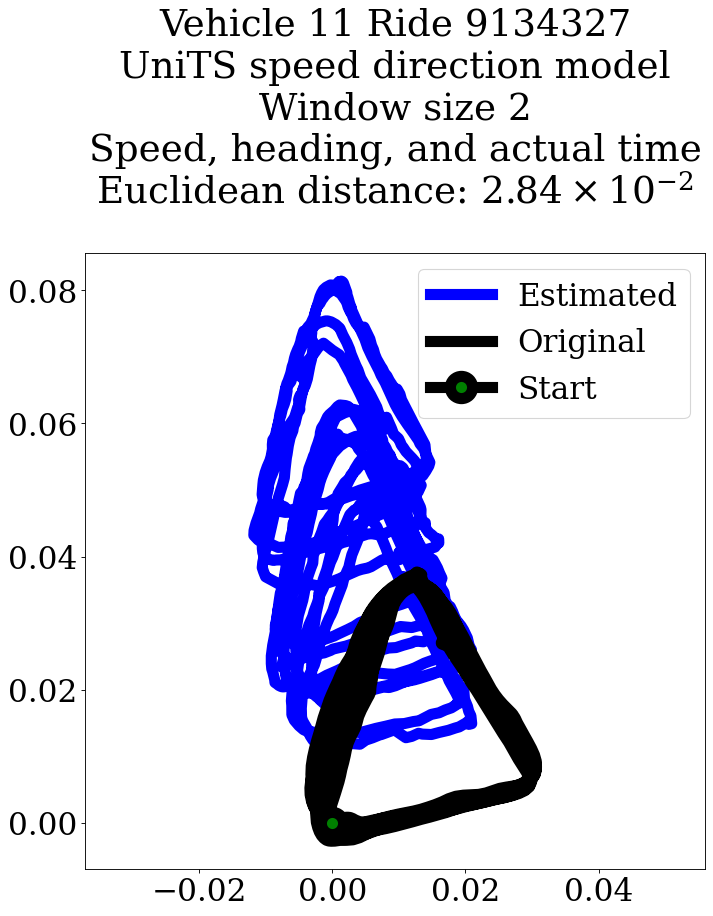 Vehicle 11 Ride 9134327
UniTS speed direction model
Window size 2
Speed, heading, and actual time
Euclidean distance: 2.84 × 10⁻²
Estimated
Original
Start
0.08
0.06
0.04
0.02
0.00
−0.02 0.00 0.02 0.04